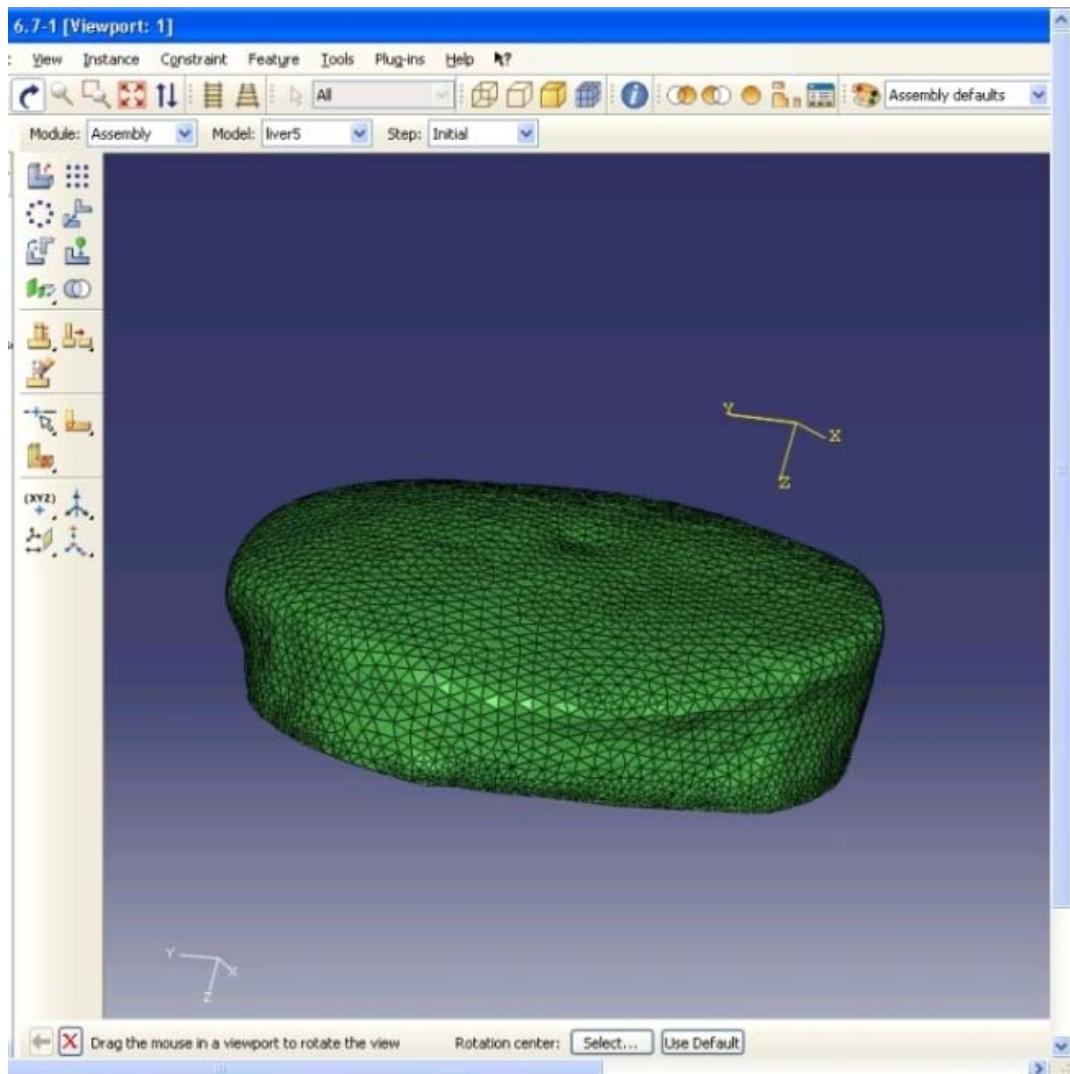 6.7-1 [Viewport: 1]
View Instance Constraint Feature Tools Plug-ins Help
All Assembly defaults
Module: Assembly Model: liver5 Step: Initial
(XYZ)
Y
X
Z
Y
X
Z
Drag the mouse in a viewport to rotate the view Rotation center: Select... Use Default